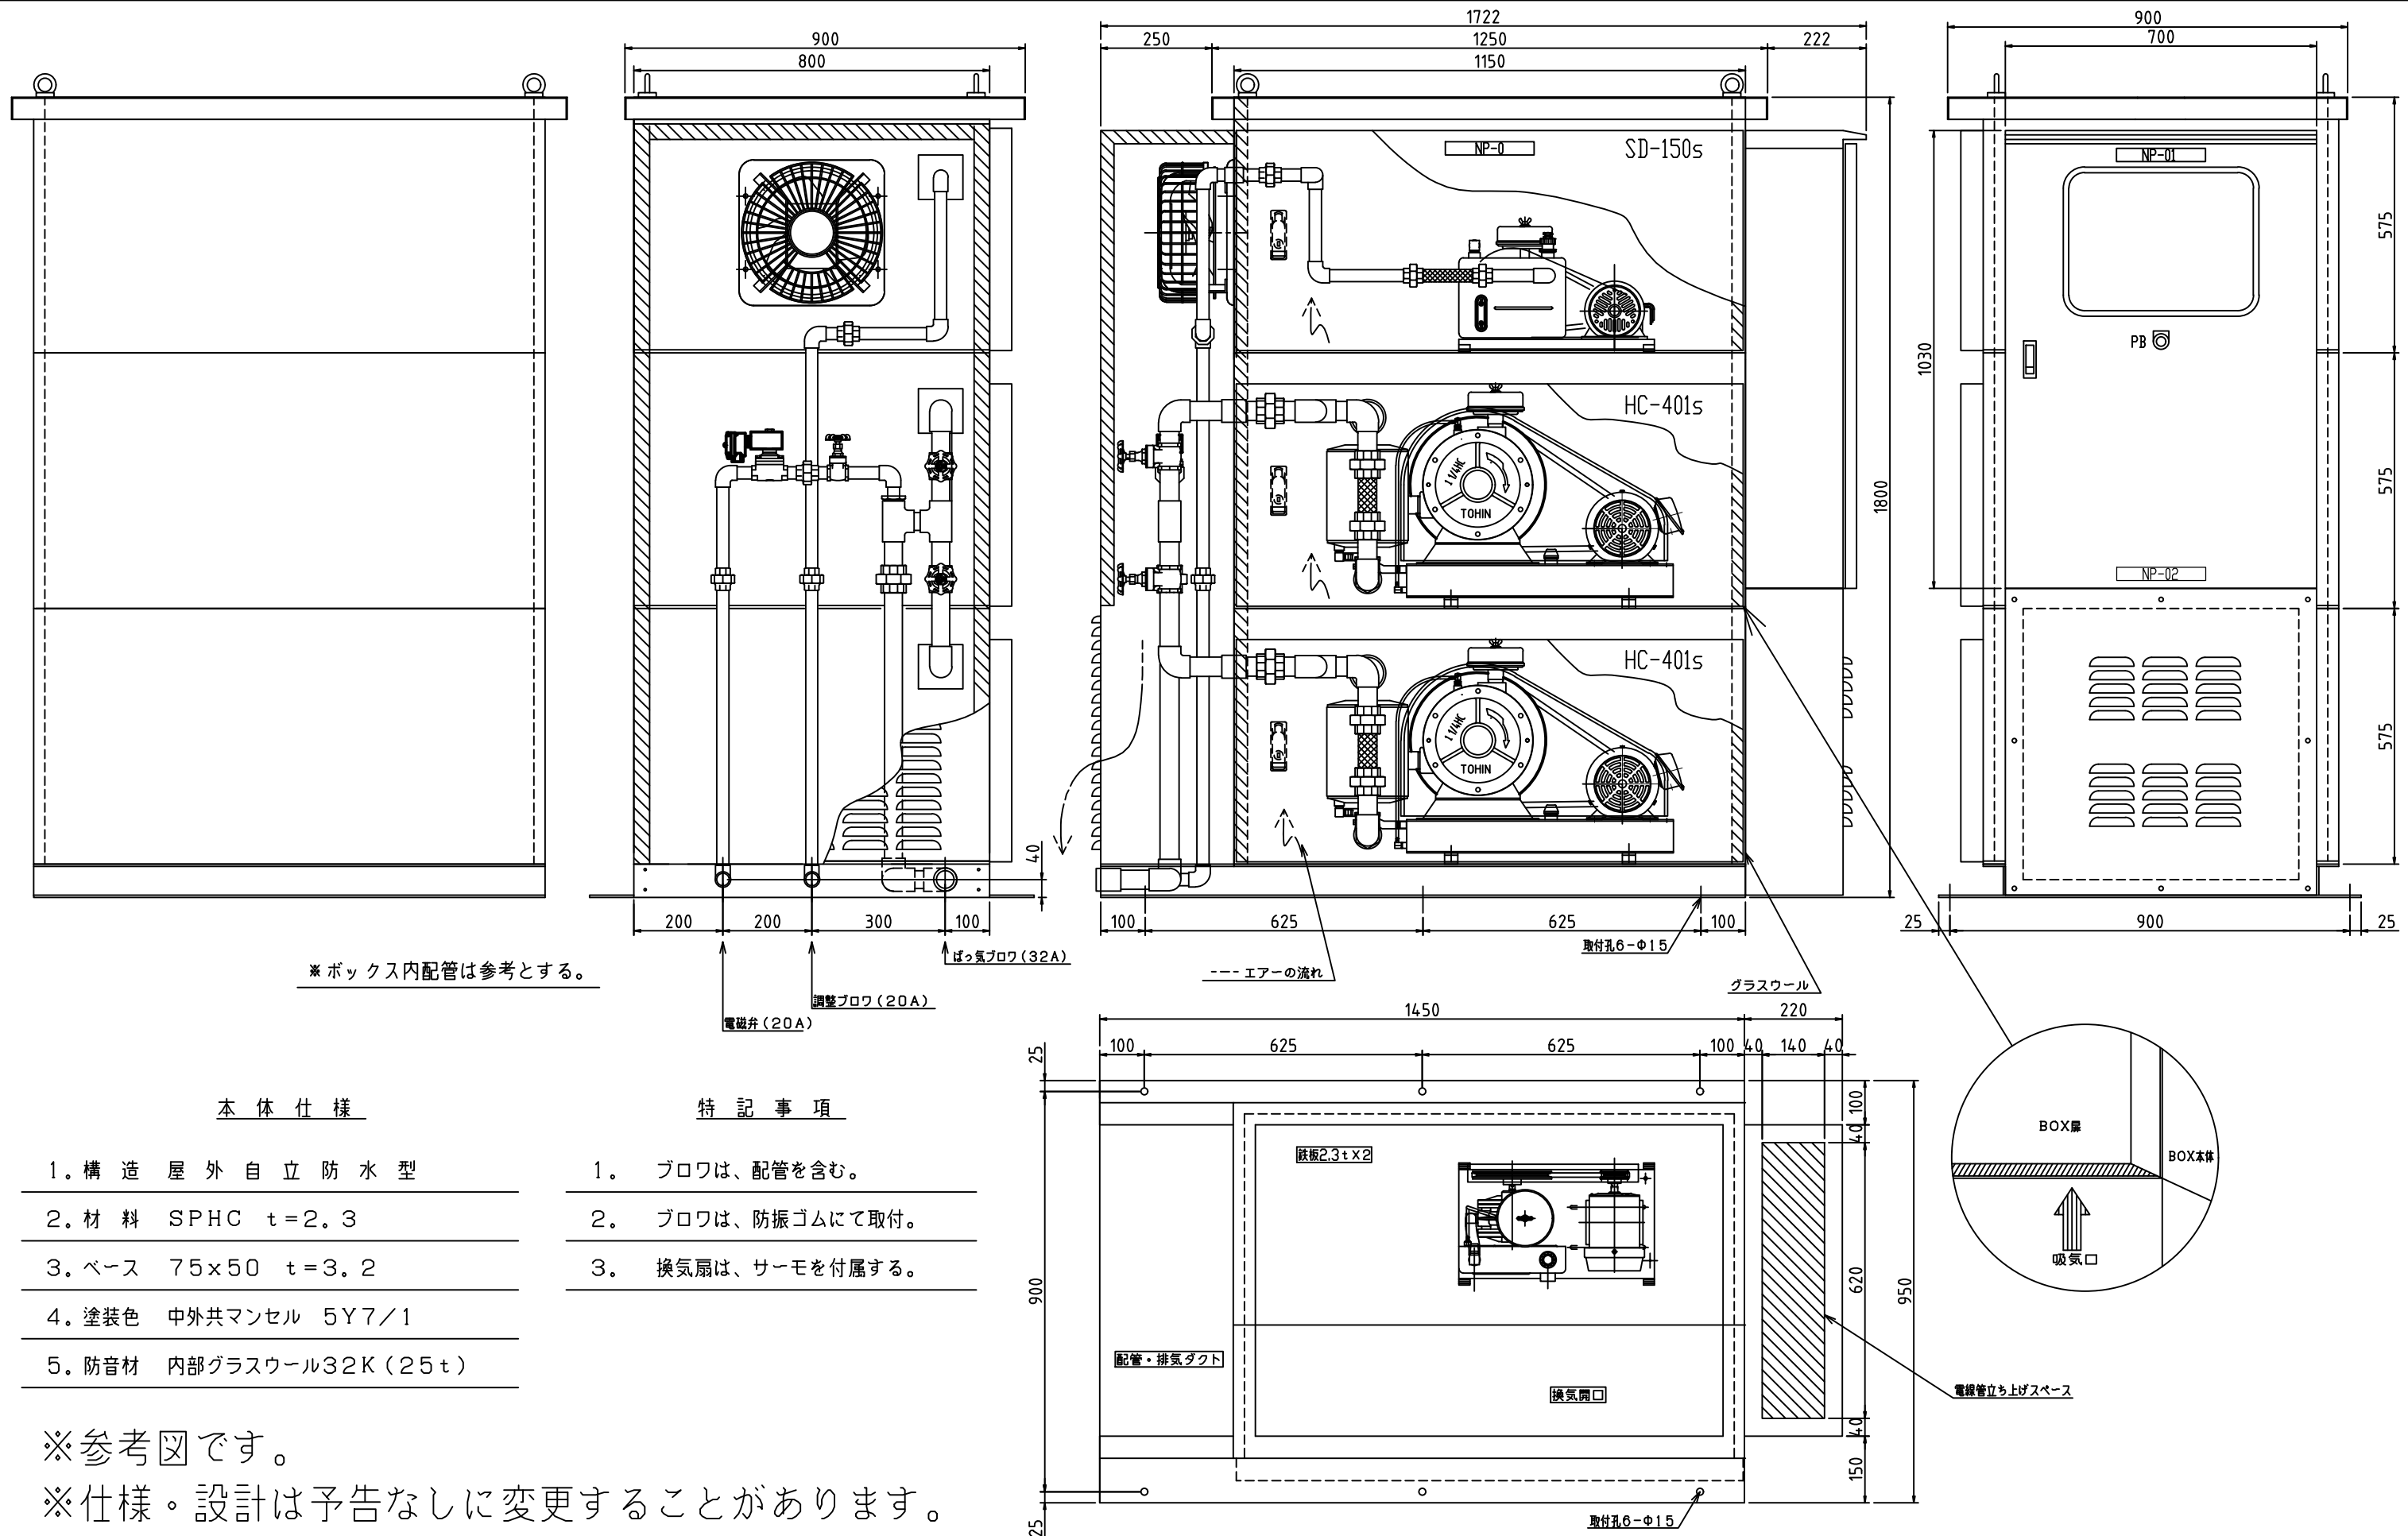 900
800
1722
250
1250
222
1150
900
700
NP-0
SD-150s
NP-01
575
PB
1030
HC-401s
1 1/4HC
TOHIN
575
1800
NP-02
HC-401s
1 1/4HC
TOHIN
575
40
200
200
300
100
100
625
625
100
25
900
25
※ボックス内配管は参考とする。
ばっ気ブロワ(32A)
調整ブロワ(20A)
電磁弁(20A)
---- エアーの流れ
取付孔6-Φ15
グラスウール
1450
220
25
100
625
625
100
40
140
40
本体仕様
1。構造 屋外自立防水型
2。材料 SPHC t=2。3
3。ベース 75x50 t=3。2
4。塗装色 中外共マンセル 5Y7/1
5。防音材 内部グラスウール32K(25t)
特記事項
1。 ブロワは、配管を含む。
2。 ブロワは、防振ゴムにて取付。
3。 換気扇は、サーモを付属する。
鉄板2.3t×2
100
40
900
620
950
配管・排気ダクト
換気開口
40
150
25
取付孔6-Φ15
BOX扉
BOX本体
吸気口
電線管立ち上げスペース
※参考図です。
※仕様・設計は予告なしに変更することがあります。